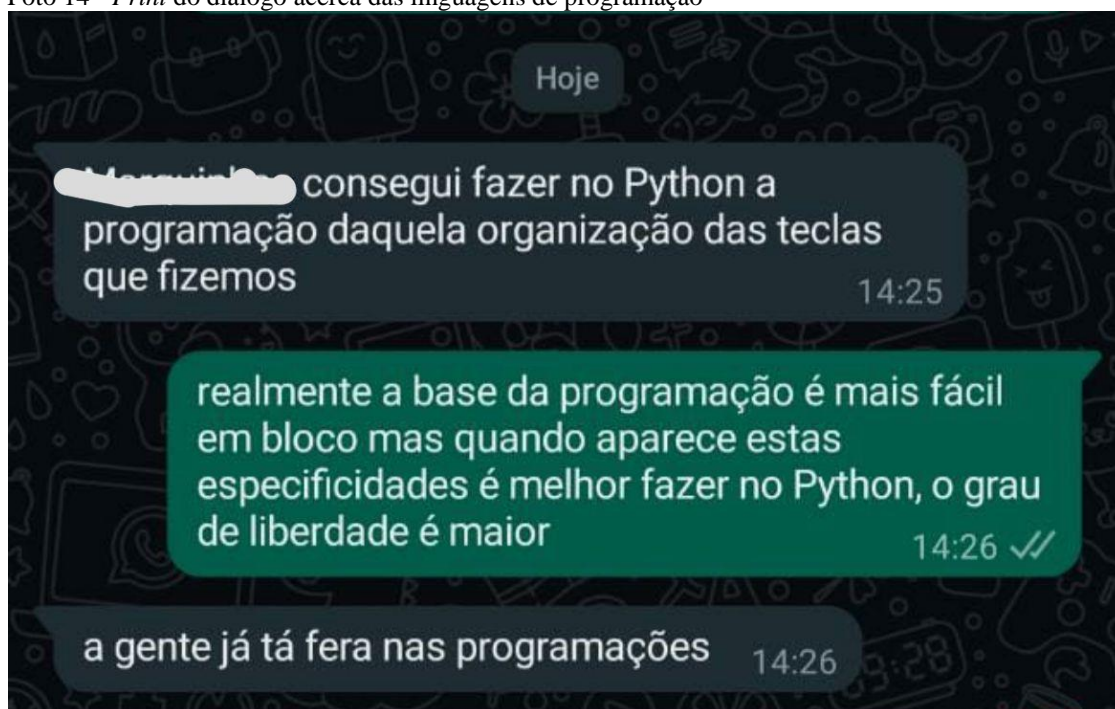 Foto 14 - Print do diálogo acerca das linguagens de programação
Hoje
consegui fazer no Python a
programação daquela organização das teclas
que fizemos
14:25
realmente a base da programação é mais fácil
em bloco mas quando aparece estas
especificidades é melhor fazer no Python, o grau
de liberdade é maior
14:26
a gente já tá fera nas programações
14:26